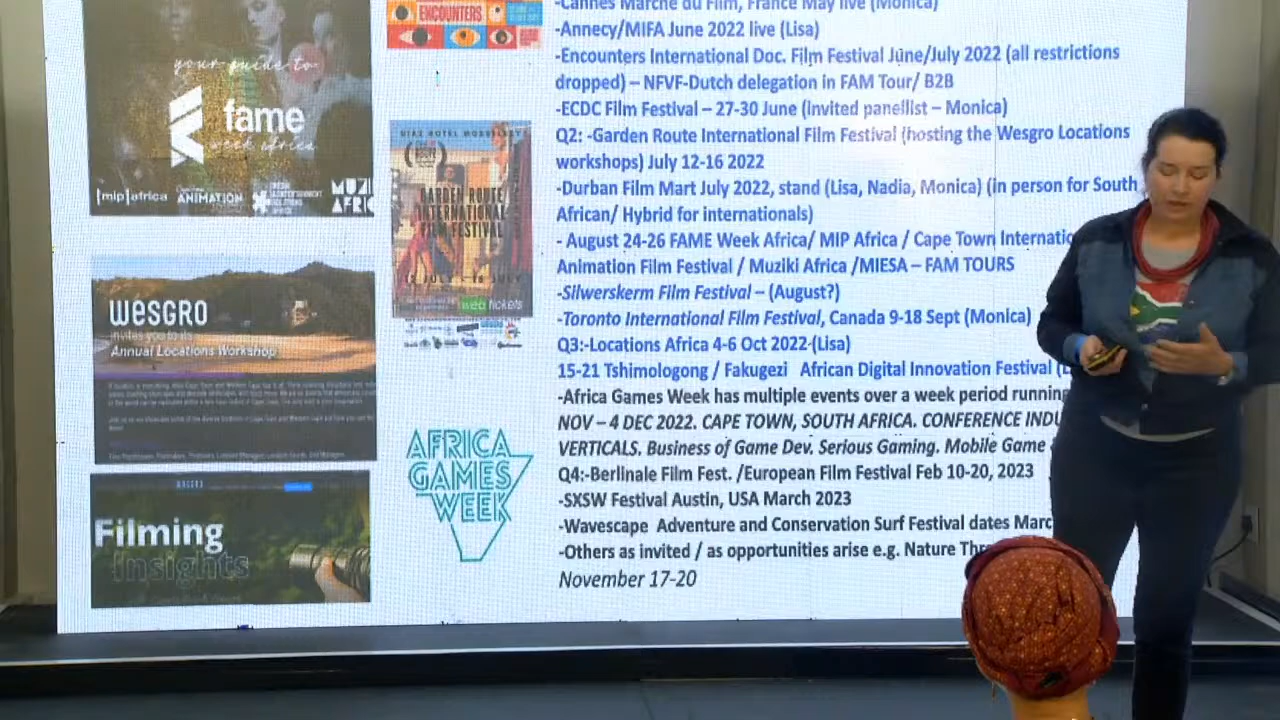 your guide to
fame
week africa
[mip]africa
ANIMATION
MUZI
AFRIC
WESGRO
invites you to its
Annual Locations Workshop
Filming
Insights
ENCOUNTERS
GARDEN ROUTE
INTERNATIONAL
FILM FESTIVAL
tickets
AFRICA
GAMES
WEEK
-Cannes Marche du Film, France May live (Monica)
-Annecy/MIFA June 2022 live (Lisa)
-Encounters International Doc. Film Festival June/July 2022 (all restrictions
dropped) – NFVF-Dutch delegation in FAM Tour/ B2B
-ECDC Film Festival – 27-30 June (invited panellist – Monica)
Q2: -Garden Route International Film Festival (hosting the Wesgro Locations
workshops) July 12-16 2022
-Durban Film Mart July 2022, stand (Lisa, Nadia, Monica) (in person for South
African/ Hybrid for internationals)
- August 24-26 FAME Week Africa/ MIP Africa / Cape Town Internatio
Animation Film Festival / Muziki Africa /MIESA – FAM TOURS
-Silwerskerm Film Festival – (August?)
-Toronto International Film Festival, Canada 9-18 Sept (Monica)
Q3:-Locations Africa 4-6 Oct 2022-(Lisa)
15-21 Tshimologong / Fakugezi African Digital Innovation Festival (L
-Africa Games Week has multiple events over a week period running
NOV – 4 DEC 2022. CAPE TOWN, SOUTH AFRICA. CONFERENCE INDU
VERTICALS. Business of Game Dev. Serious Gaming. Mobile Game
Q4:-Berlinale Film Fest. /European Film Festival Feb 10-20, 2023
-SXSW Festival Austin, USA March 2023
-Wavescape Adventure and Conservation Surf Festival dates Marc
-Others as invited / as opportunities arise e.g. Nature Thr
November 17-20